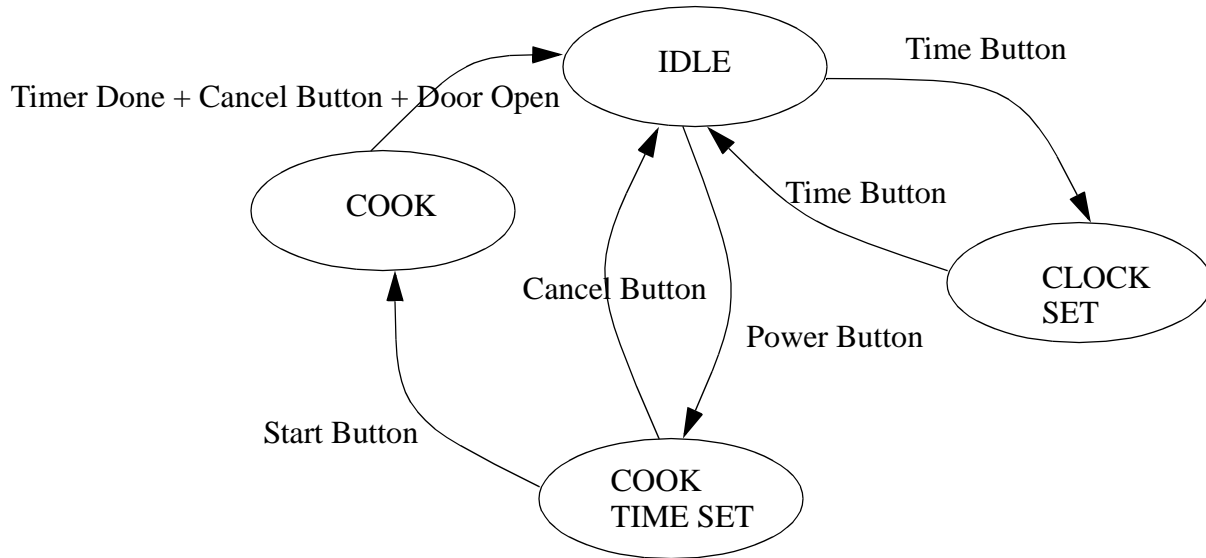 IDLE
Time Button
Timer Done + Cancel Button + Door Open
COOK
Time Button
CLOCK
SET
Cancel Button
Power Button
Start Button
COOK
TIME SET